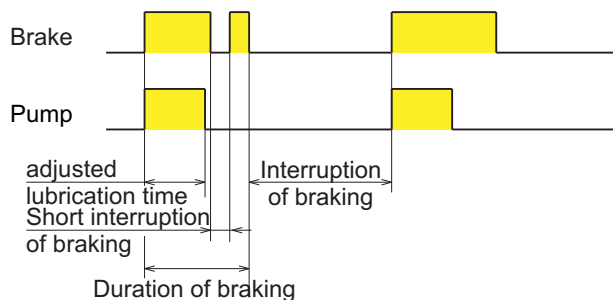 Brake
Pump
adjusted
lubrication time
Interruption
of braking
Short interruption
of braking
Duration of braking